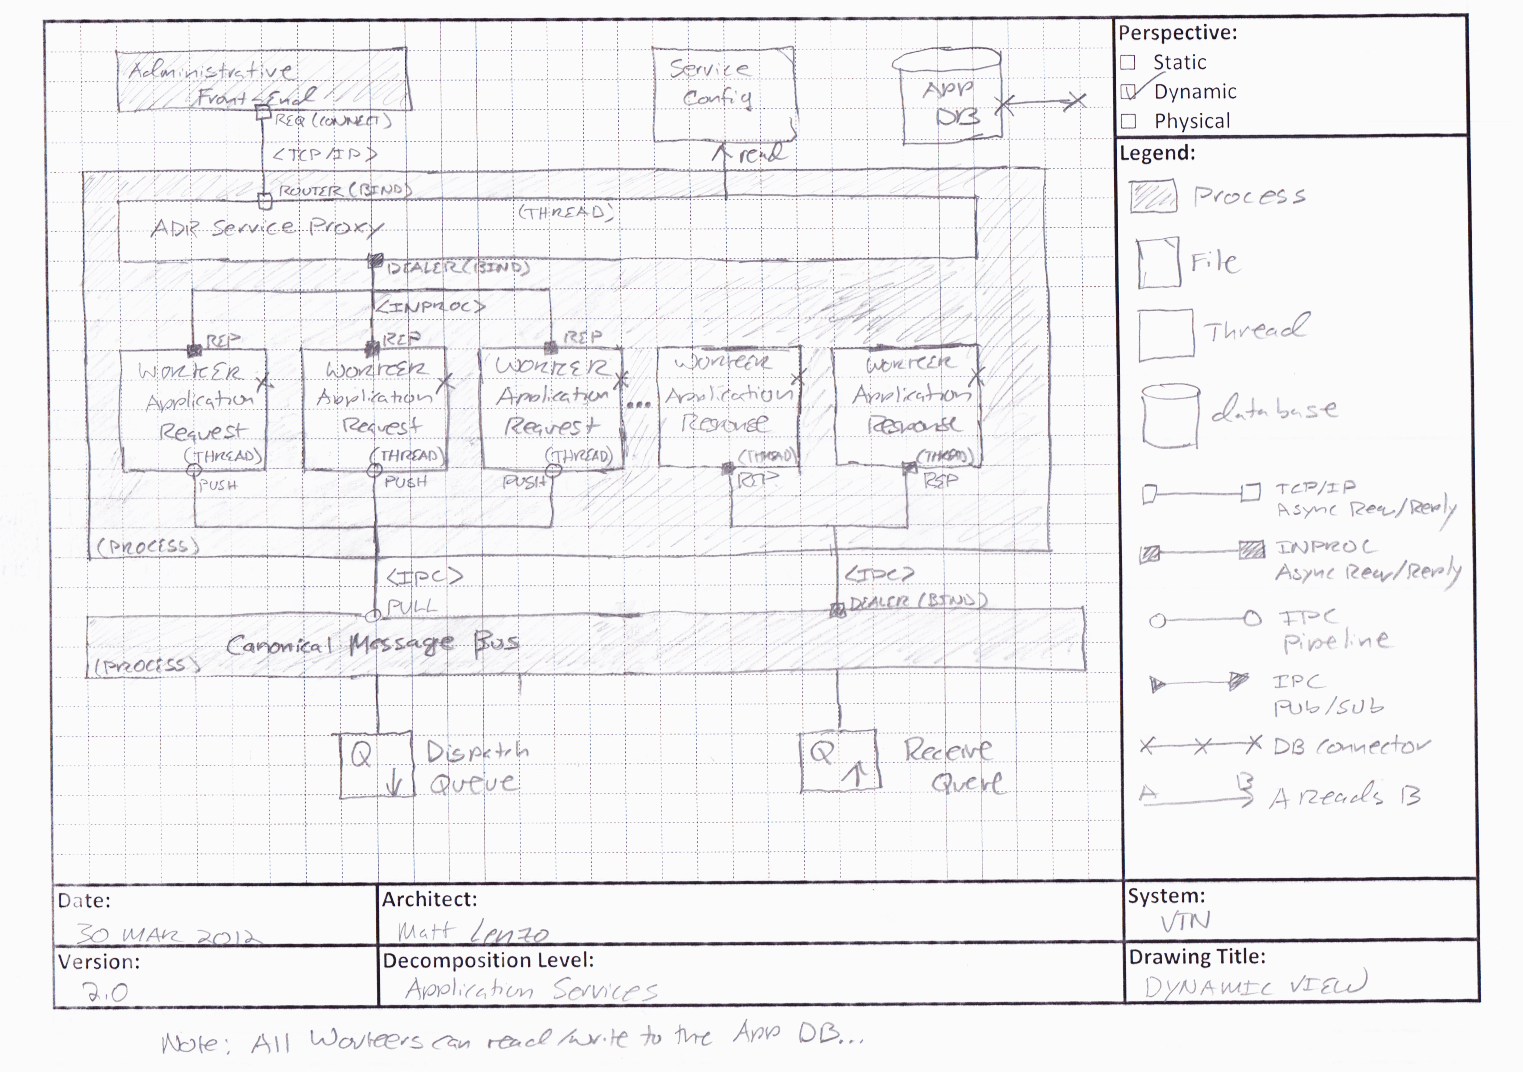 Administrative
Front-End
REQ (CONNECT)
<TCP/IP>
ROUTER (BIND)
Service
Config
read
App
DB
(THREAD)
ADR Service Proxy
DEALER (BIND)
<INPROC>
REP
REP
REP
WORKER
Application
Request
(THREAD)
PUSH
WORKER
Application
Request
(THREAD)
PUSH
WORKER
Application
Request
(THREAD)
PUSH
...
WORKER
Application
Response
(THREAD)
REP
WORKER
Application
Response
(THREAD)
REP
(PROCESS)
<IPC>
PULL
<IPC>
DEALER (BIND)
Canonical Message Bus
(PROCESS)
Q
Dispatch
Queue
Q
Receive
Queue
Perspective:
Static
Dynamic
Physical
Legend:
Process
File
Thread
database
TCP/IP
Async Req/Reply
INPROC
Async Req/Reply
IPC
Pipeline
IPC
Pub/Sub
DB Connector
A
B
A Reads B
Date:
30 MAR 2012
Architect:
Matt Lenzo
System:
VTN
Version:
2.0
Decomposition Level:
Application Services
Drawing Title:
DYNAMIC VIEW
Note: All Workers can read/write to the App DB...